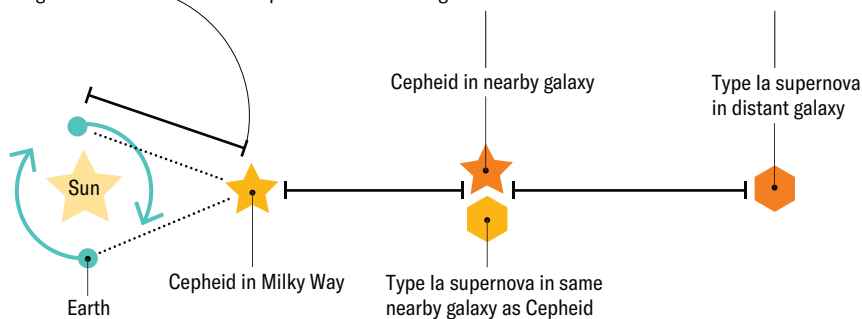 Cepheid in nearby galaxy
Type Ia supernova
in distant galaxy
Sun
Cepheid in Milky Way
Type Ia supernova in same
nearby galaxy as Cepheid
Earth